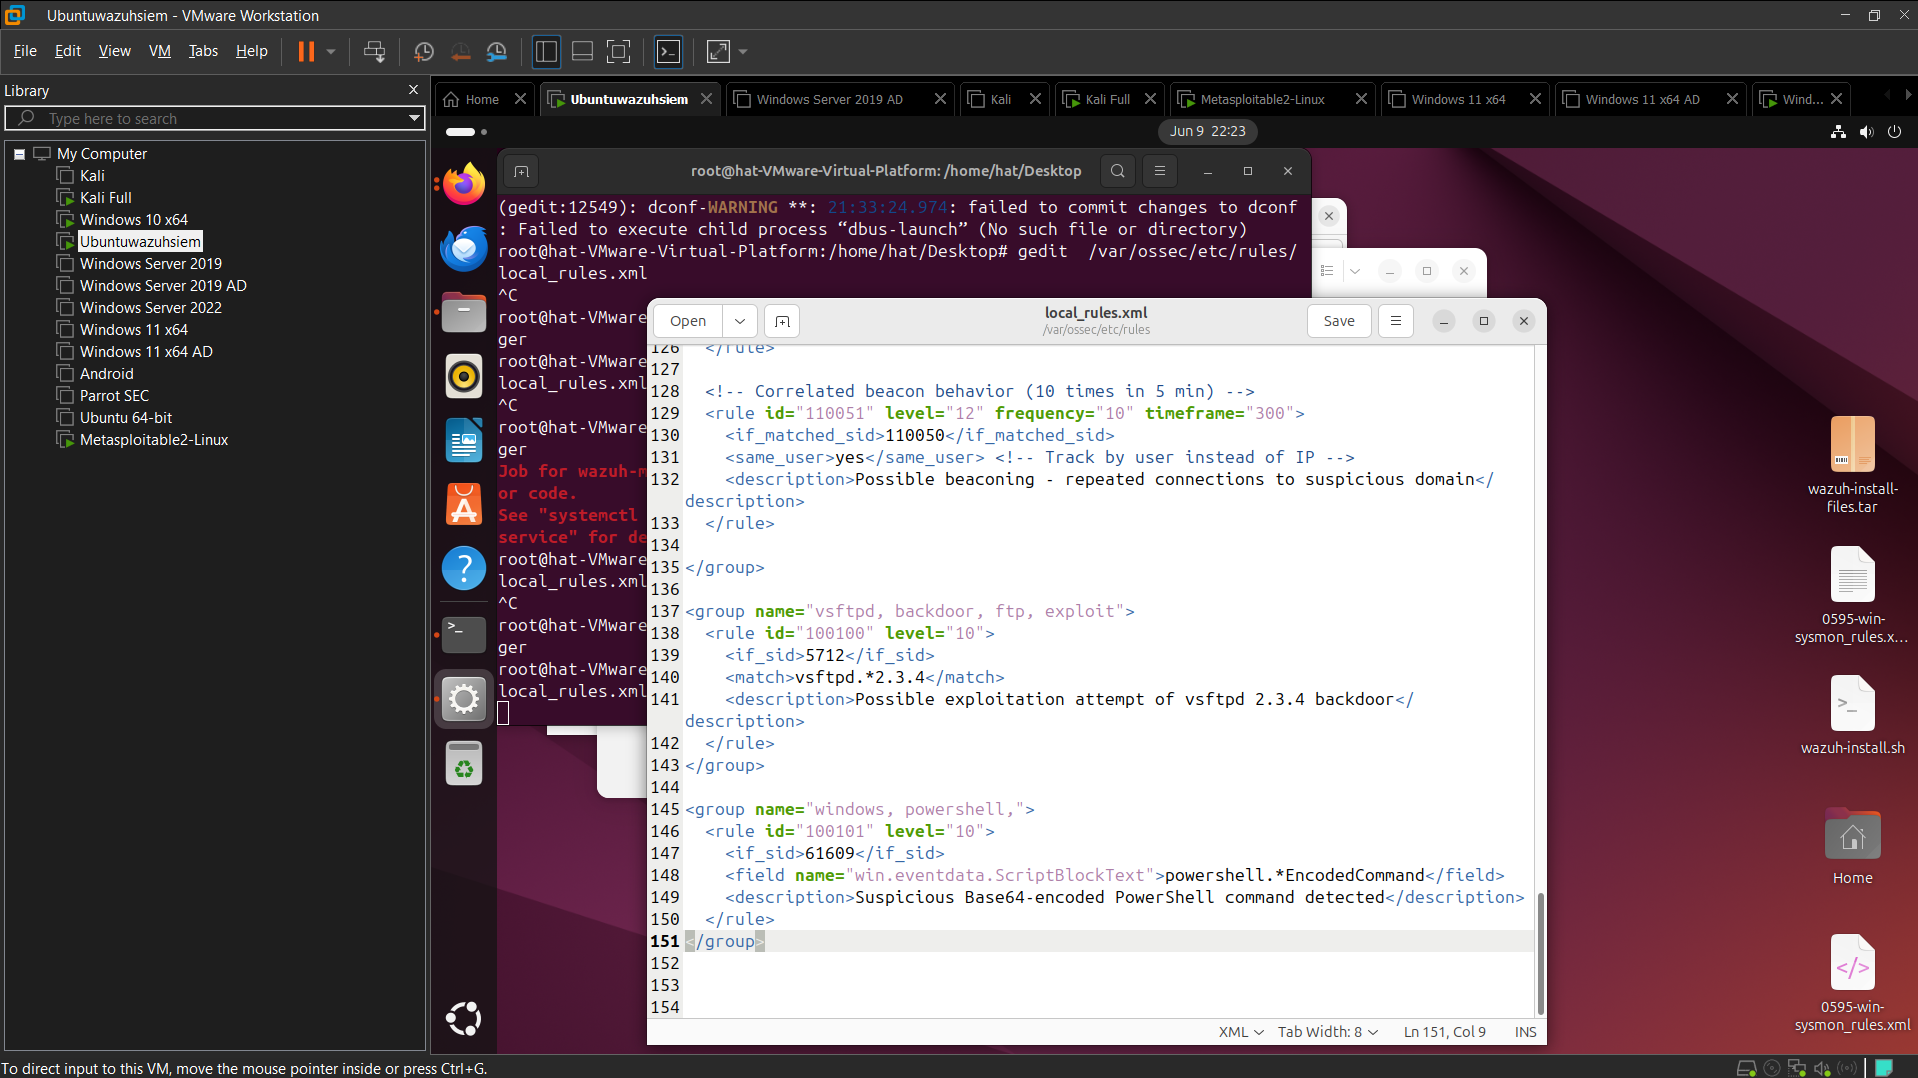 Ubuntuwazuhsiem - VMware Workstation
File Edit View VM Tabs Help
Library
Type here to search
My Computer
Kali
Kali Full
Windows 10 x64
Ubuntuwazuhsiem
Windows Server 2019
Windows Server 2019 AD
Windows Server 2022
Windows 11 x64
Windows 11 x64 AD
Android
Parrot SEC
Ubuntu 64-bit
Metasploitable2-Linux
Home
Ubuntuwazuhsiem
Windows Server 2019 AD
Kali
Kali Full
Metasploitable2-Linux
Windows 11 x64
Windows 11 x64 AD
Wind...
Jun 9 22:23
root@hat-VMware-Virtual-Platform: /home/hat/Desktop
(gedit:12549): dconf-WARNING **: 21:33:24.974: failed to commit changes to dconf
: Failed to execute child process “dbus-launch” (No such file or directory)
root@hat-VMware-Virtual-Platform:/home/hat/Desktop# gedit  /var/ossec/etc/rules/
local_rules.xml
^C
root@hat-VMware
ger
root@hat-VMware
local_rules.xml
^C
root@hat-VMware
ger
Job for wazuh-m
or code.
See "systemctl
service" for de
root@hat-VMware
local_rules.xml
^C
root@hat-VMware
ger
root@hat-VMware
local_rules.xml
Open
local_rules.xml
/var/ossec/etc/rules
Save
126   </rule>
127
128   <!-- Correlated beacon behavior (10 times in 5 min) -->
129   <rule id="110051" level="12" frequency="10" timeframe="300">
130     <if_matched_sid>110050</if_matched_sid>
131     <same_user>yes</same_user> <!-- Track by user instead of IP -->
132     <description>Possible beaconing - repeated connections to suspicious domain</
description>
133   </rule>
134
135 </group>
136
137 <group name="vsftpd, backdoor, ftp, exploit">
138   <rule id="100100" level="10">
139     <if_sid>5712</if_sid>
140     <match>vsftpd.*2.3.4</match>
141     <description>Possible exploitation attempt of vsftpd 2.3.4 backdoor</
description>
142   </rule>
143 </group>
144
145 <group name="windows, powershell,">
146   <rule id="100101" level="10">
147     <if_sid>61609</if_sid>
148     <field name="win.eventdata.ScriptBlockText">powershell.*EncodedCommand</field>
149     <description>Suspicious Base64-encoded PowerShell command detected</description>
150   </rule>
151 </group>
152
153
154
XML Tab Width: 8 Ln 151, Col 9 INS
wazuh-install-
files.tar
0595-win-
sysmon_rules.x...
wazuh-install.sh
Home
0595-win-
sysmon_rules.xml
To direct input to this VM, move the mouse pointer inside or press Ctrl+G.